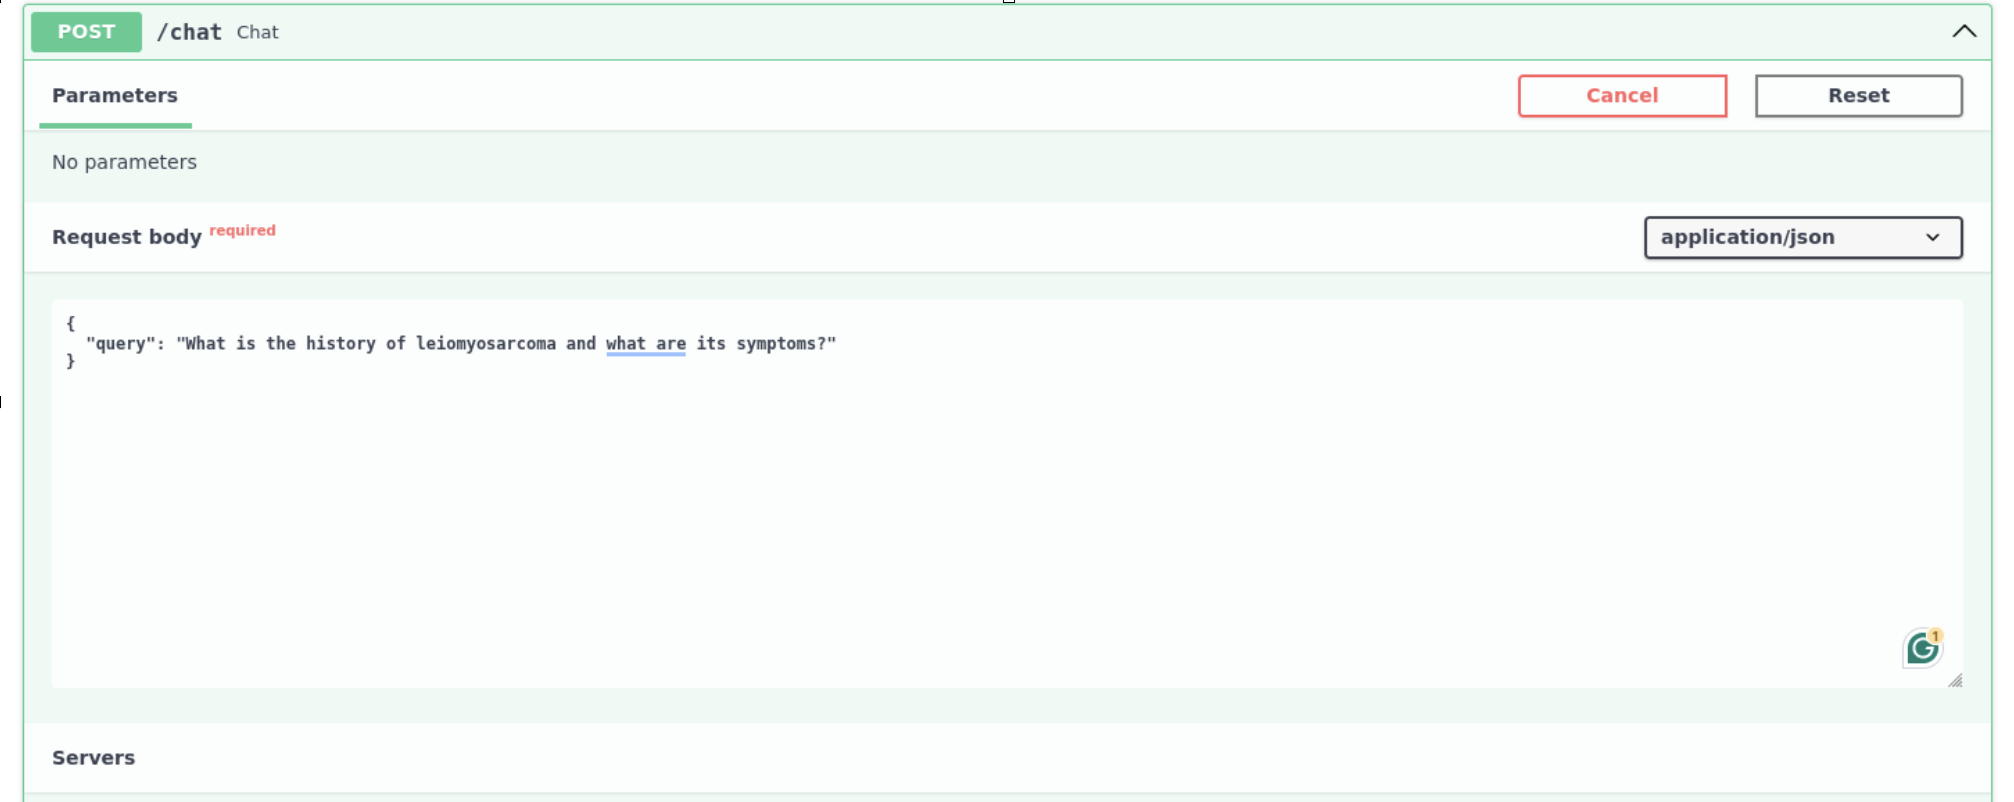 POST /chat Chat
Parameters
Cancel
Reset
No parameters
Request body required
application/json
{
  "query": "What is the history of leiomyosarcoma and what are its symptoms?"
}
1
Servers